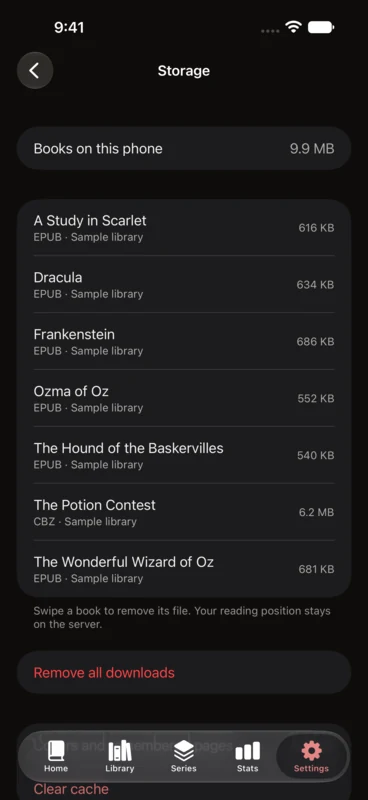 9:41
Storage
Books on this phone 9.9 MB
A Study in Scarlet
EPUB · Sample library
616 KB
Dracula
EPUB · Sample library
634 KB
Frankenstein
EPUB · Sample library
686 KB
Ozma of Oz
EPUB · Sample library
552 KB
The Hound of the Baskervilles
EPUB · Sample library
540 KB
The Potion Contest
CBZ · Sample library
6.2 MB
The Wonderful Wizard of Oz
EPUB · Sample library
681 KB
Swipe a book to remove its file. Your reading position stays
on the server.
Remove all downloads
and pages
Home Library Series Stats Settings
Clear cache